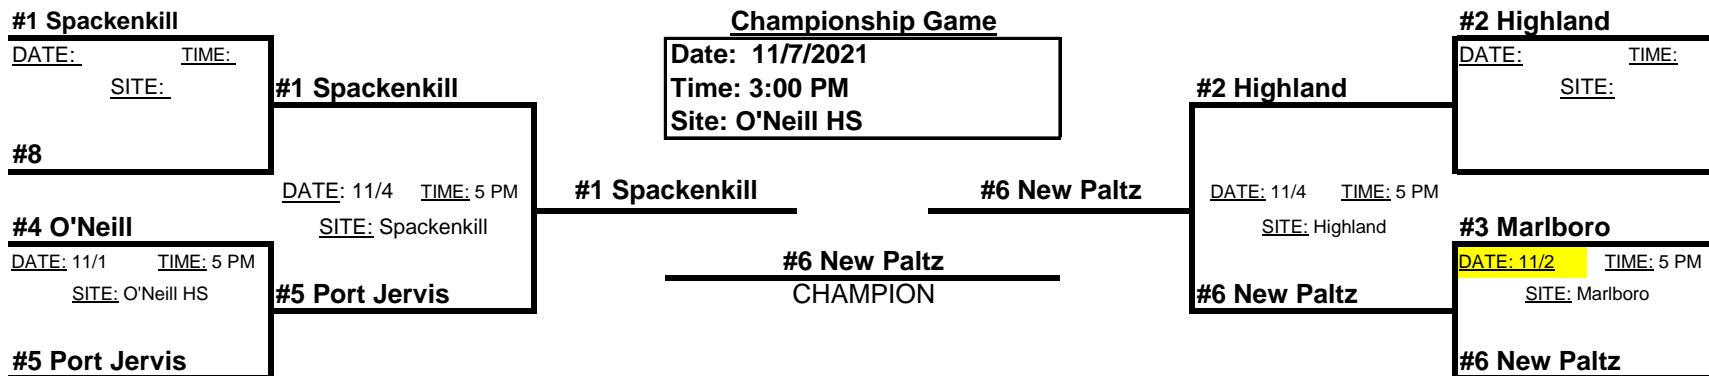 #1 Spackenkill
DATE: TIME:
SITE:
#8
#4 O'Neill
DATE: 11/1 TIME: 5 PM
SITE: O'Neill HS
#5 Port Jervis
#1 Spackenkill
DATE: 11/4 TIME: 5 PM
SITE: Spackenkill
#5 Port Jervis
#1 Spackenkill
Championship Game
Date: 11/7/2021
Time: 3:00 PM
Site: O'Neill HS
#6 New Paltz
CHAMPION
#6 New Paltz
#2 Highland
DATE: 11/4 TIME: 5 PM
SITE: Highland
#6 New Paltz
#2 Highland
DATE: TIME:
SITE:
#3 Marlboro
DATE: 11/2 TIME: 5 PM
SITE: Marlboro
#6 New Paltz